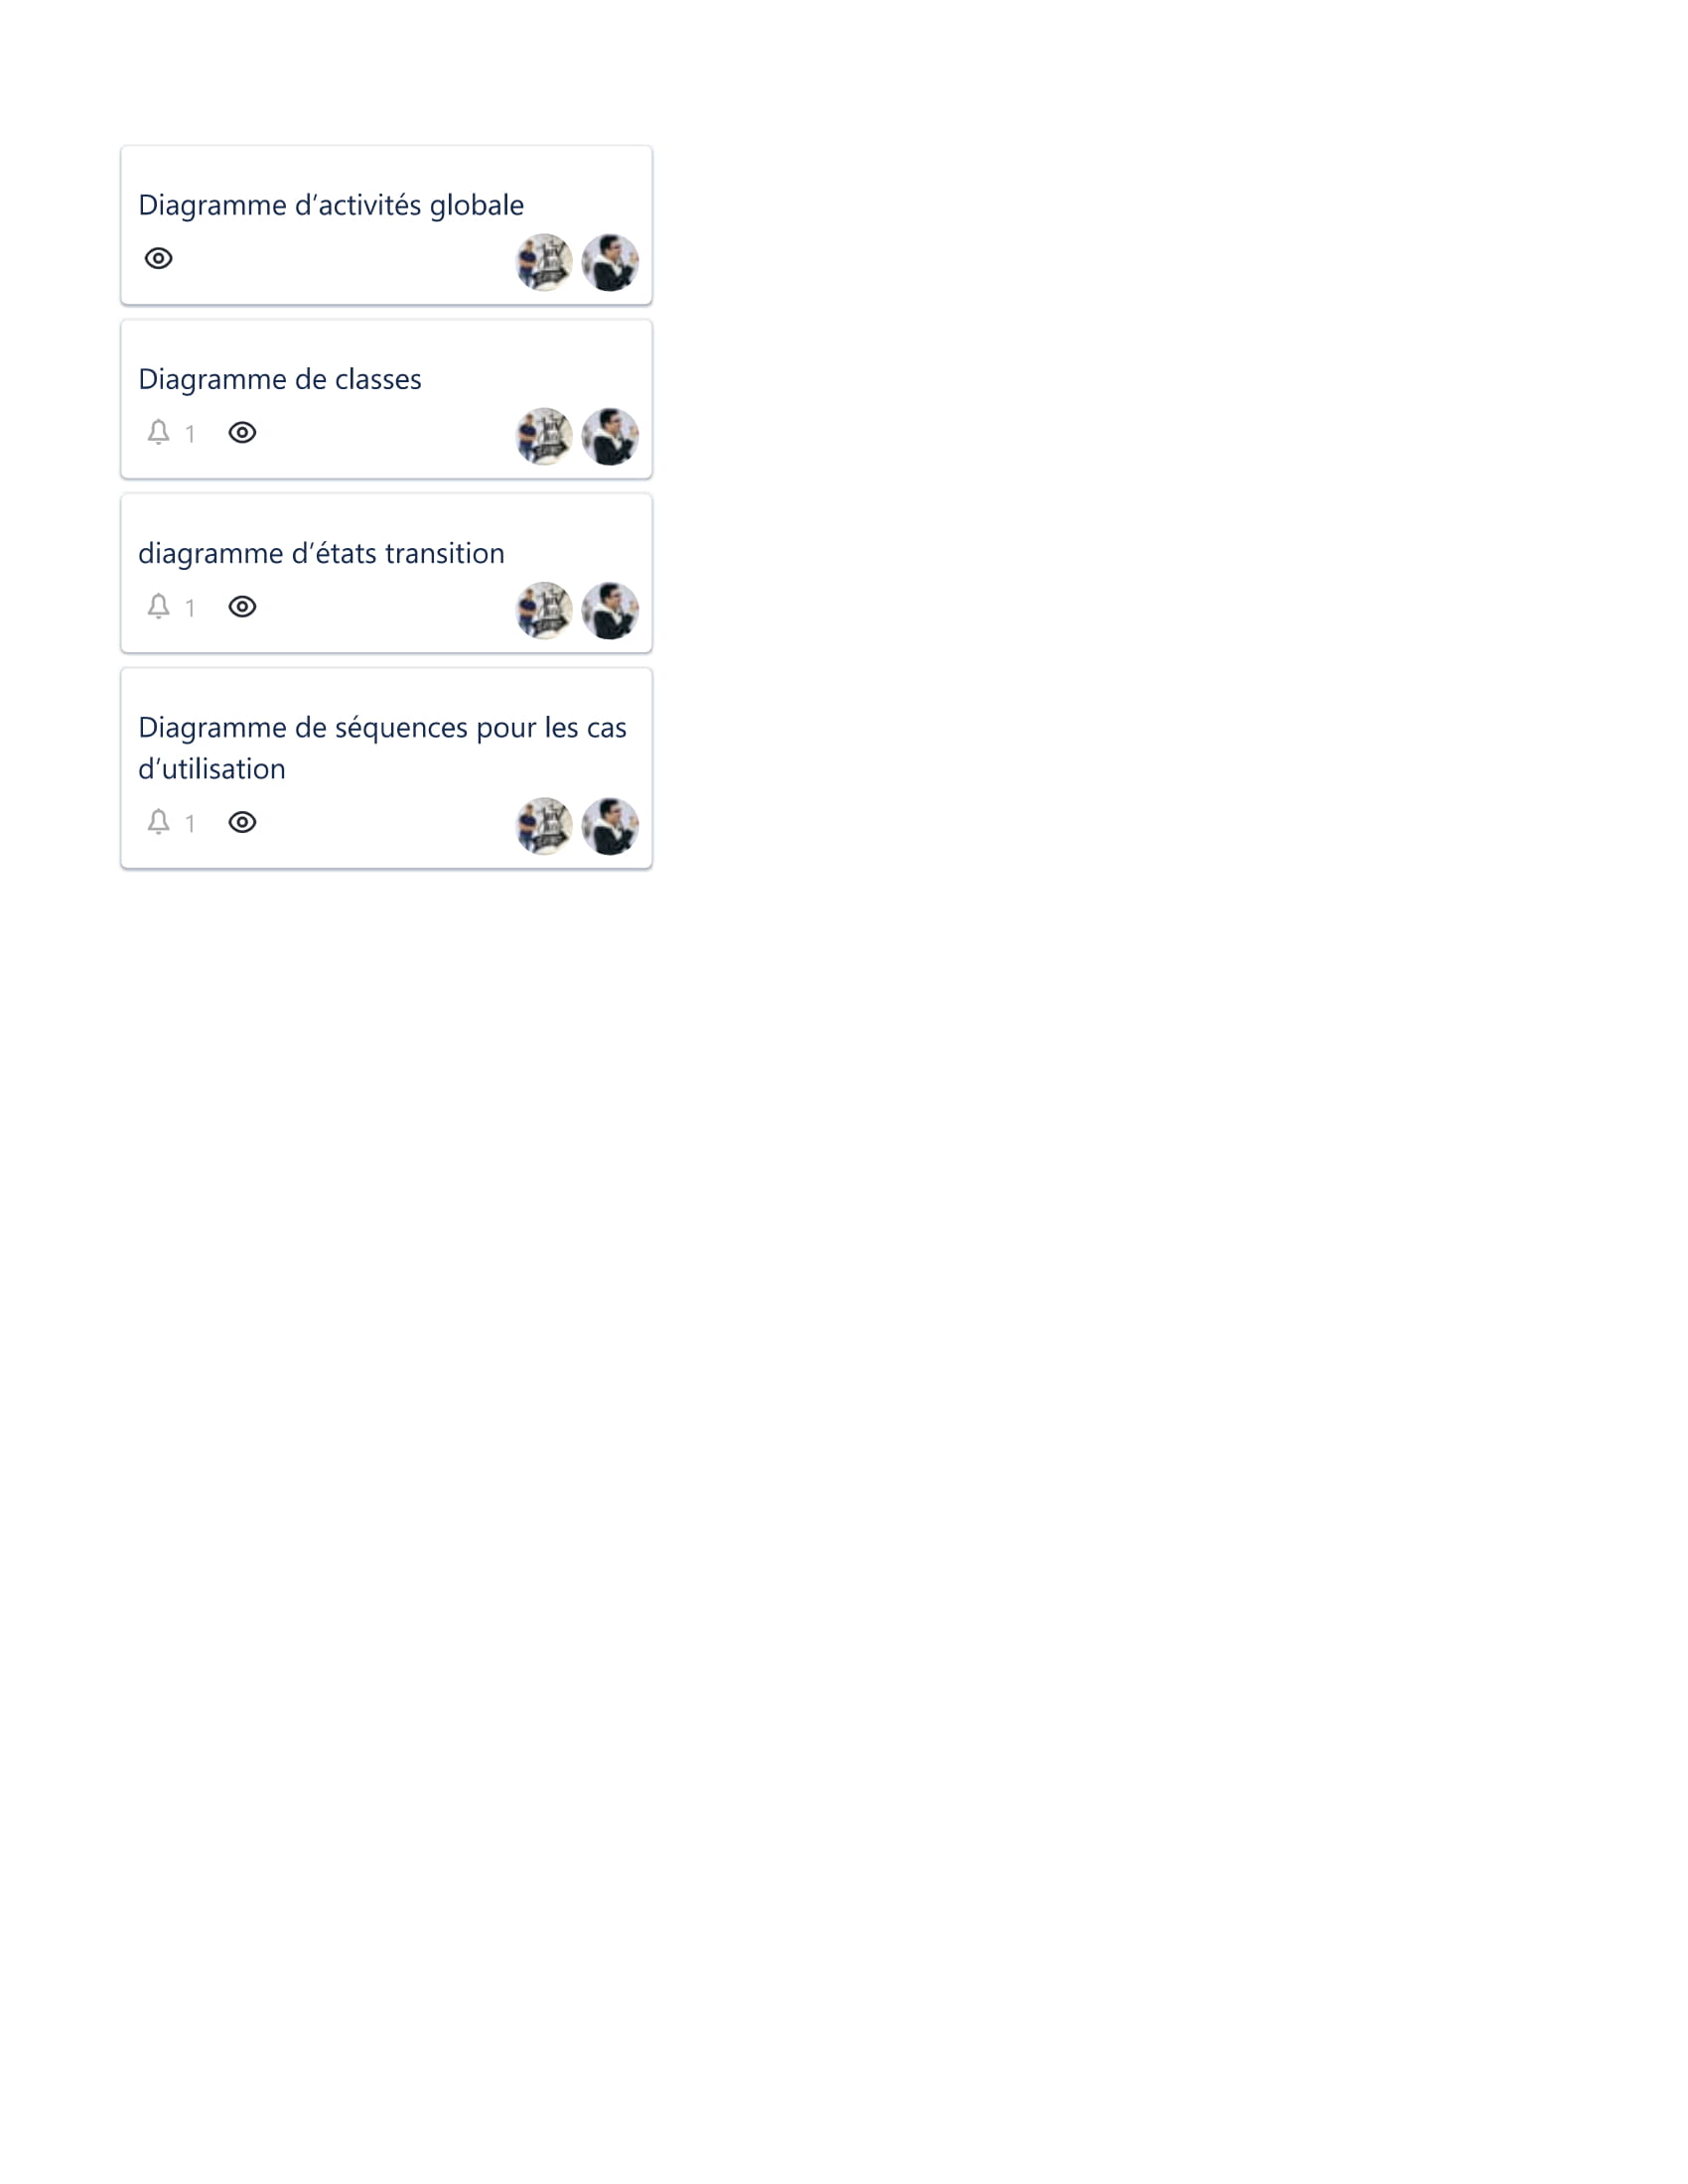 Diagramme d’activités globale
Diagramme de classes
1
diagramme d’états transition
1
Diagramme de séquences pour les cas
d’utilisation
1